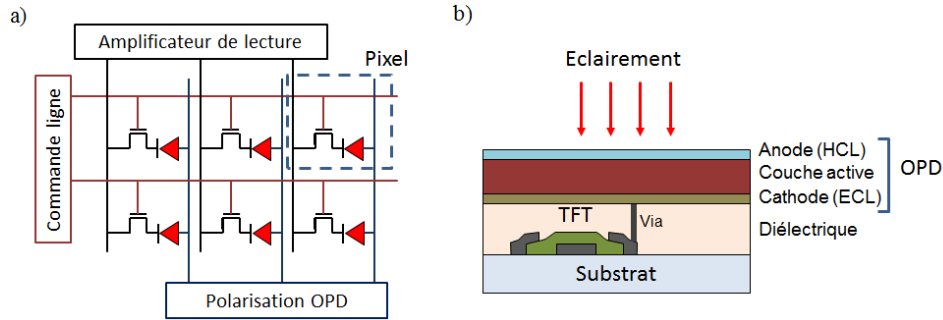 a)
Amplificateur de lecture
Pixel
Commande ligne
Polarisation OPD
b)
Eclairement
Anode (HCL)
Couche active
Cathode (ECL)
OPD
TFT
Via
Diélectrique
Substrat